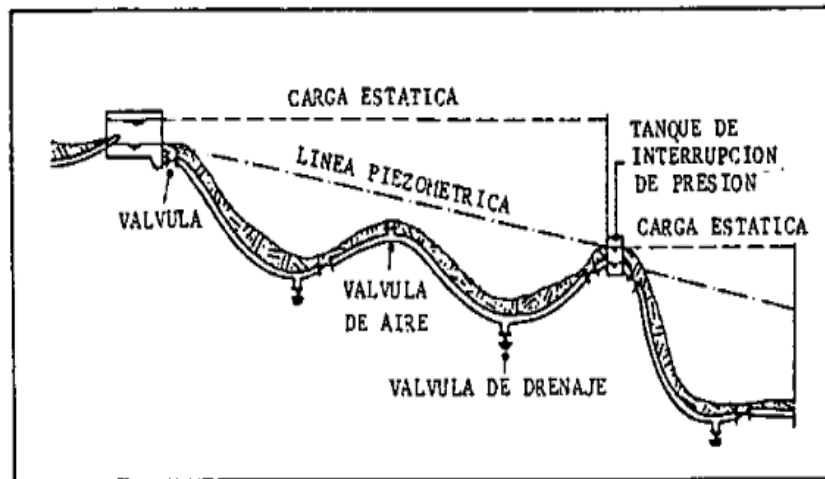 CARGA ESTATICA
TANQUE DE
INTERRUPCION
DE PRESION
LINEA PIEZOMETRICA
CARGA ESTATICA
VALVULA
VALVULA
DE AIRE
VALVULA DE DRENAJE